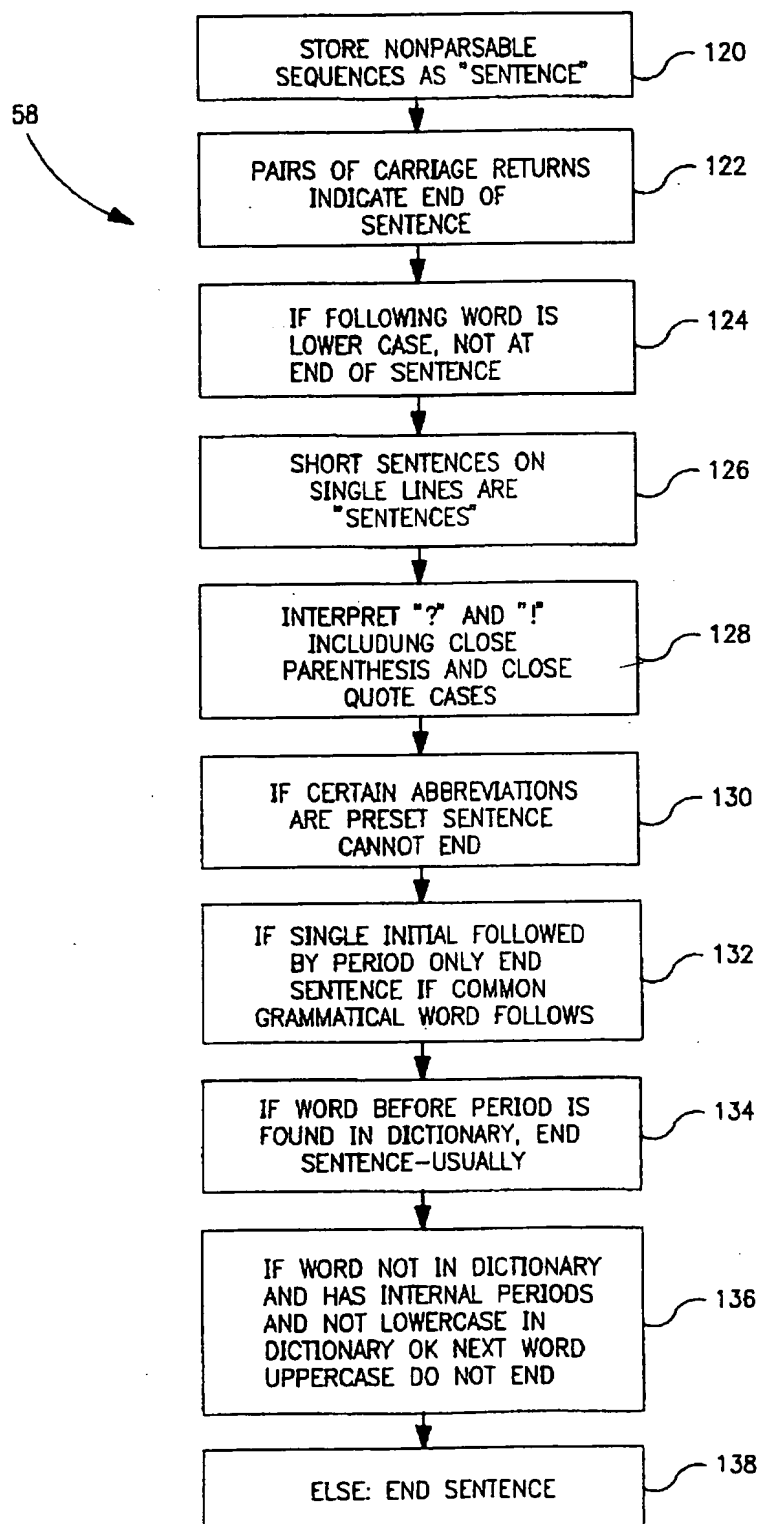 58
STORE NONPARSABLE
SEQUENCES AS "SENTENCE"
120
PAIRS OF CARRIAGE RETURNS
INDICATE END OF
SENTENCE
122
IF FOLLOWING WORD IS
LOWER CASE, NOT AT
END OF SENTENCE
124
SHORT SENTENCES ON
SINGLE LINES ARE
"SENTENCES"
126
INTERPRET "?" AND "!"
INCLUDUNG CLOSE
PARENTHESIS AND CLOSE
QUOTE CASES
128
IF CERTAIN ABBREVIATIONS
ARE PRESET SENTENCE
CANNOT END
130
IF SINGLE INITIAL FOLLOWED
BY PERIOD ONLY END
SENTENCE IF COMMON
GRAMMATICAL WORD FOLLOWS
132
IF WORD BEFORE PERIOD IS
FOUND IN DICTIONARY, END
SENTENCE-USUALLY
134
IF WORD NOT IN DICTIONARY
AND HAS INTERNAL PERIODS
AND NOT LOWERCASE IN
DICTIONARY OK NEXT WORD
UPPERCASE DO NOT END
136
ELSE: END SENTENCE
138